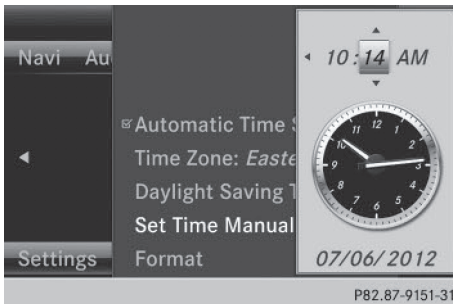 Navi Au
10:14 AM
Automatic Time S
Time Zone: Easte
Daylight Saving T
Set Time Manual
Settings Format
12
1
2
3
4
5
6
7
8
9
10
11
07/06/2012
P82.87-9151-31